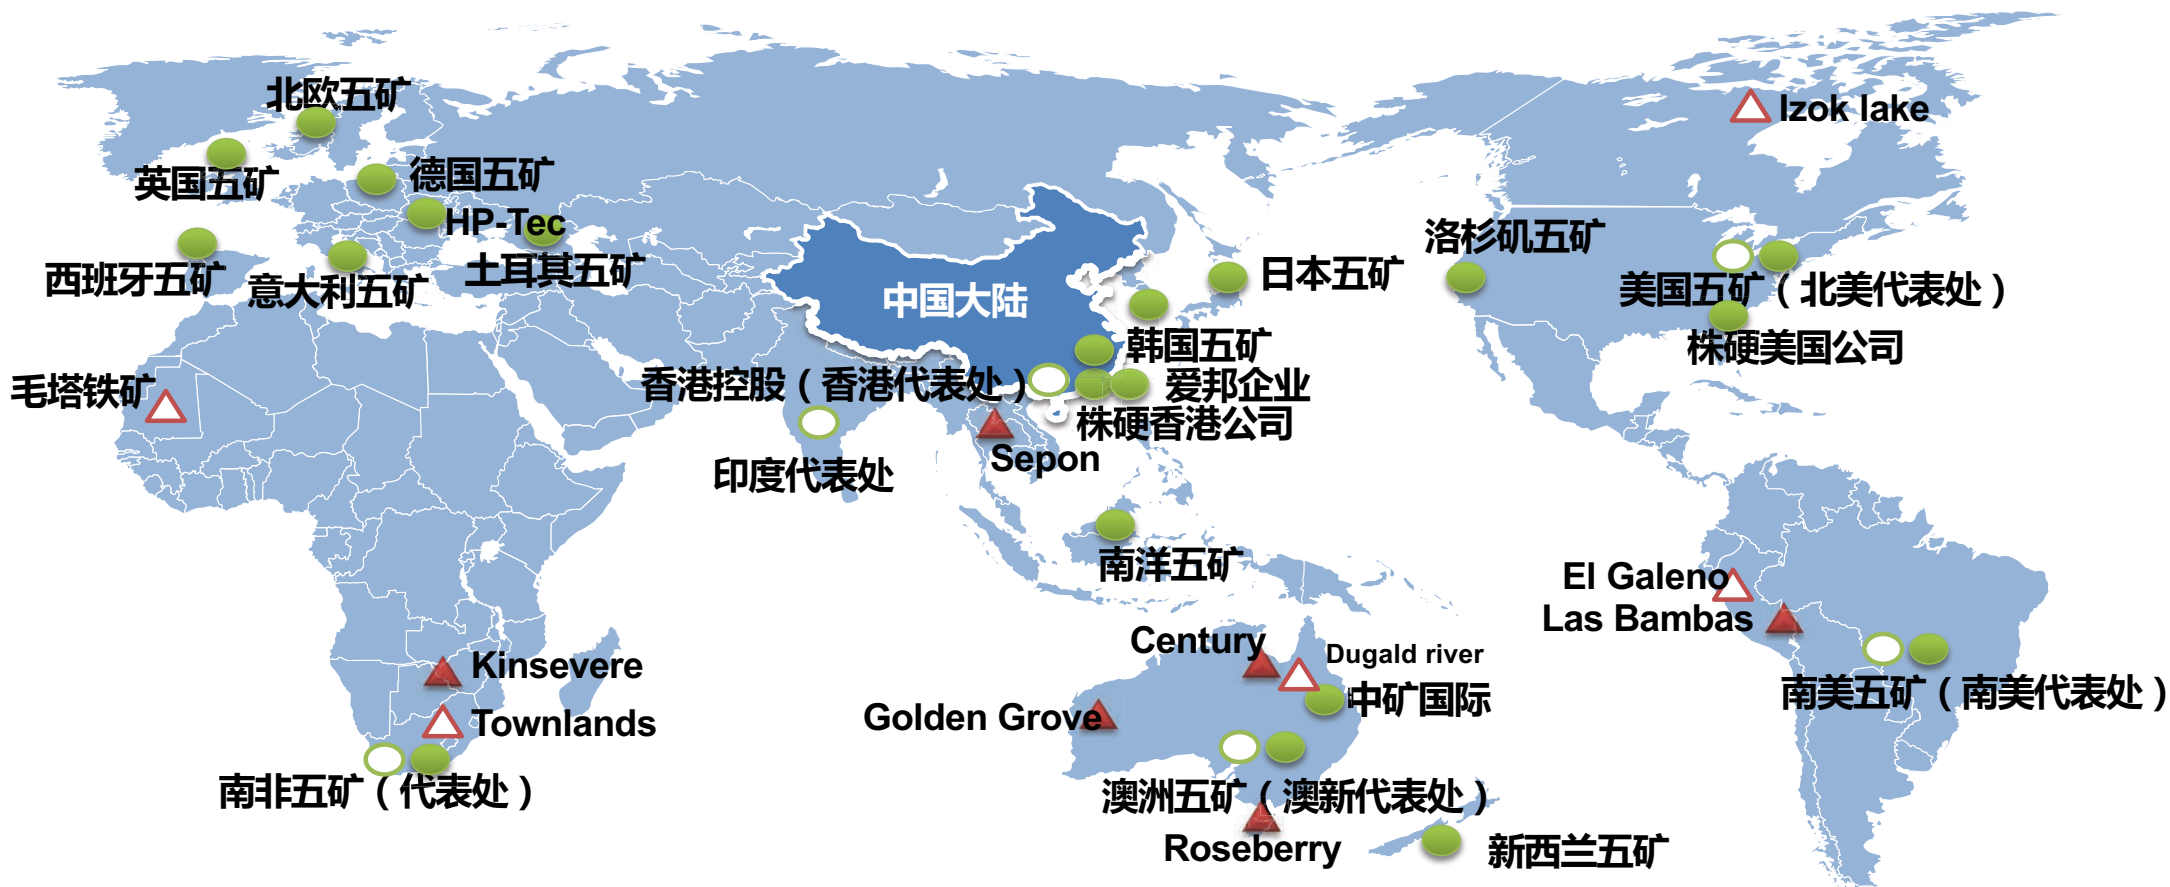 北欧五矿
Izok lake
英国五矿
德国五矿
HP-Tec
洛杉矶五矿
西班牙五矿
意大利五矿
土耳其五矿
日本五矿
美国五矿（北美代表处）
中国大陆
韩国五矿
株硬美国公司
毛塔铁矿
香港控股（香港代表处）
爱邦企业
株硬香港公司
Sepon
印度代表处
南洋五矿
El Galeno
Las Bambas
Century
Dugald river
Kinsevere
中矿国际
南美五矿（南美代表处）
Golden Grove
Townlands
南非五矿（代表处）
澳洲五矿（澳新代表处）
Roseberry
新西兰五矿